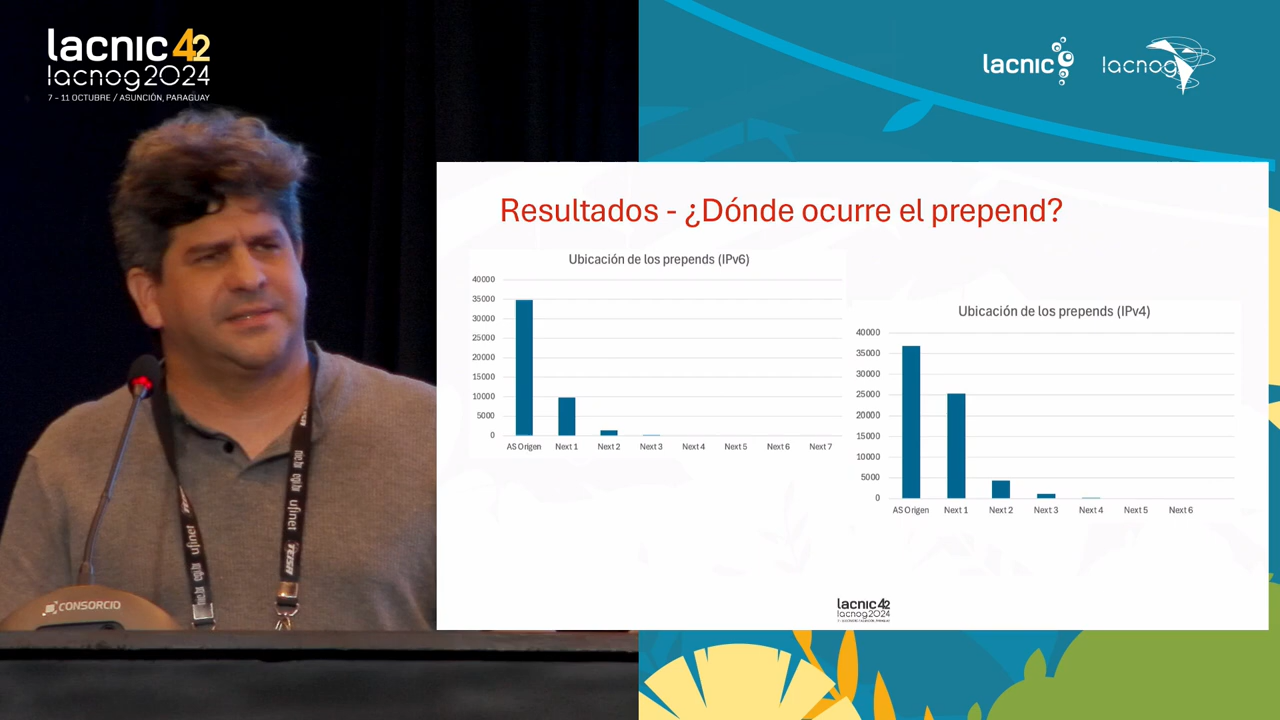 lacnic 42
lacnog2024
7 - 11 OCTUBRE / ASUNCIÓN, PARAGUAY
lacnic
lacnog
Resultados - ¿Dónde ocurre el prepend?
Ubicación de los prepends (IPv6)
40000
35000
30000
25000
20000
15000
10000
5000
0
AS Origen Next 1 Next 2 Next 3 Next 4 Next 5 Next 6 Next 7
Ubicación de los prepends (IPv4)
40000
35000
30000
25000
20000
15000
10000
5000
0
AS Origen Next 1 Next 2 Next 3 Next 4 Next 5 Next 6
lacnic 42
lacnog2024
CONSORCIO
ufinet
ufinet